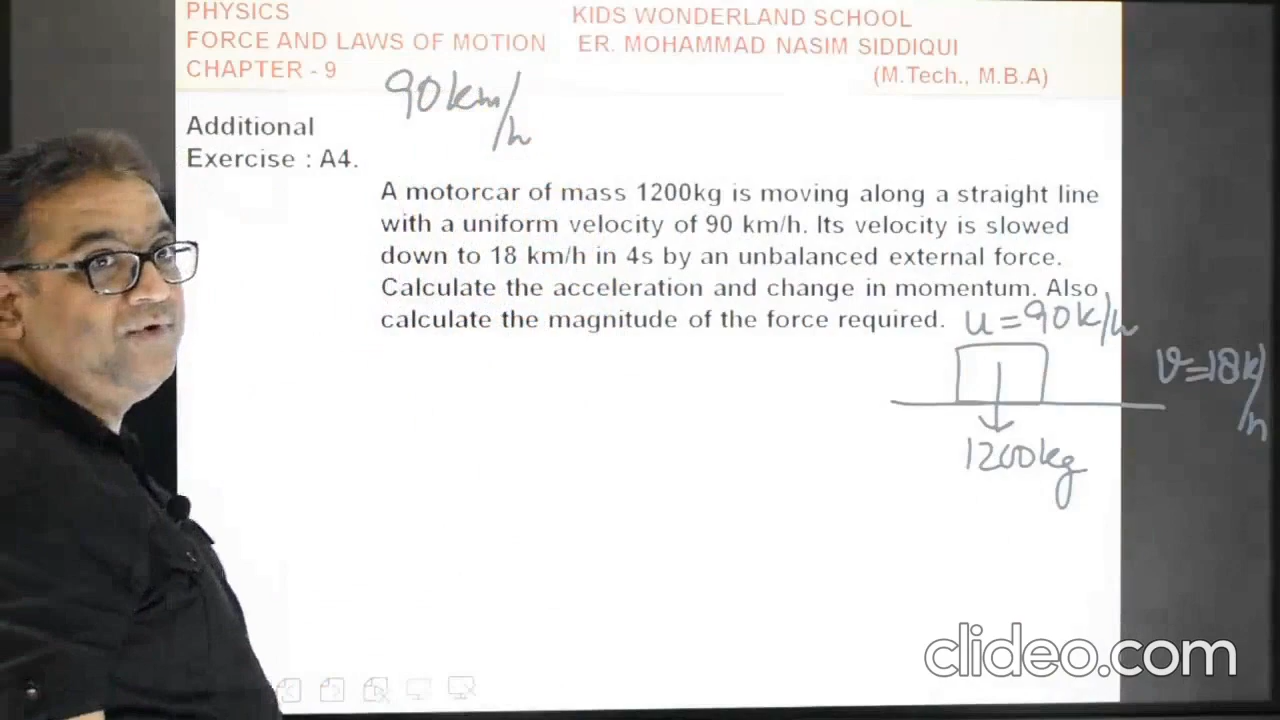 PHYSICS KIDS WONDERLAND SCHOOL
FORCE AND LAWS OF MOTION ER. MOHAMMAD NASIM SIDDIQUI
CHAPTER - 9 (M.Tech., M.B.A)
90km/h
Additional
Exercise : A4.
A motorcar of mass 1200kg is moving along a straight line
with a uniform velocity of 90 km/h. Its velocity is slowed
down to 18 km/h in 4s by an unbalanced external force.
Calculate the acceleration and change in momentum. Also
calculate the magnitude of the force required.
u = 90k/h
v=18k/h
1200kg
clideo.com